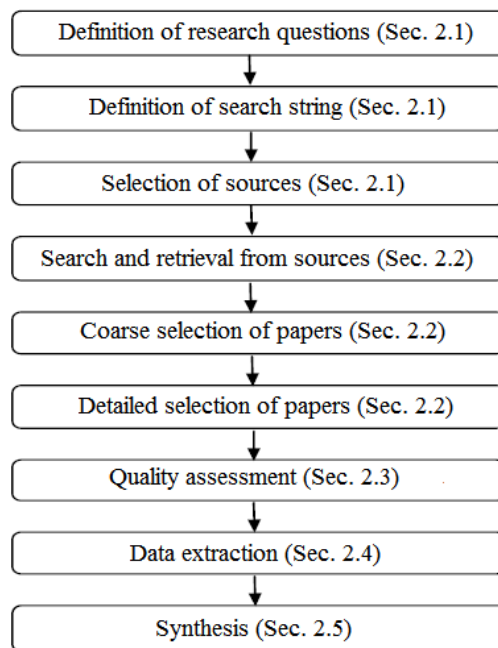 Definition of research questions (Sec. 2.1)
Definition of search string (Sec. 2.1)
Selection of sources (Sec. 2.1)
Search and retrieval from sources (Sec. 2.2)
Coarse selection of papers (Sec. 2.2)
Detailed selection of papers (Sec. 2.2)
Quality assessment (Sec. 2.3)
Data extraction (Sec. 2.4)
Synthesis (Sec. 2.5)